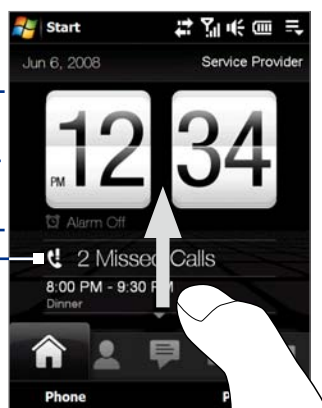 Start
Jun 6, 2008 Service Provider
12 34
PM
Alarm Off
2 Missed Calls
8:00 PM - 9:30 PM
Dinner
Phone